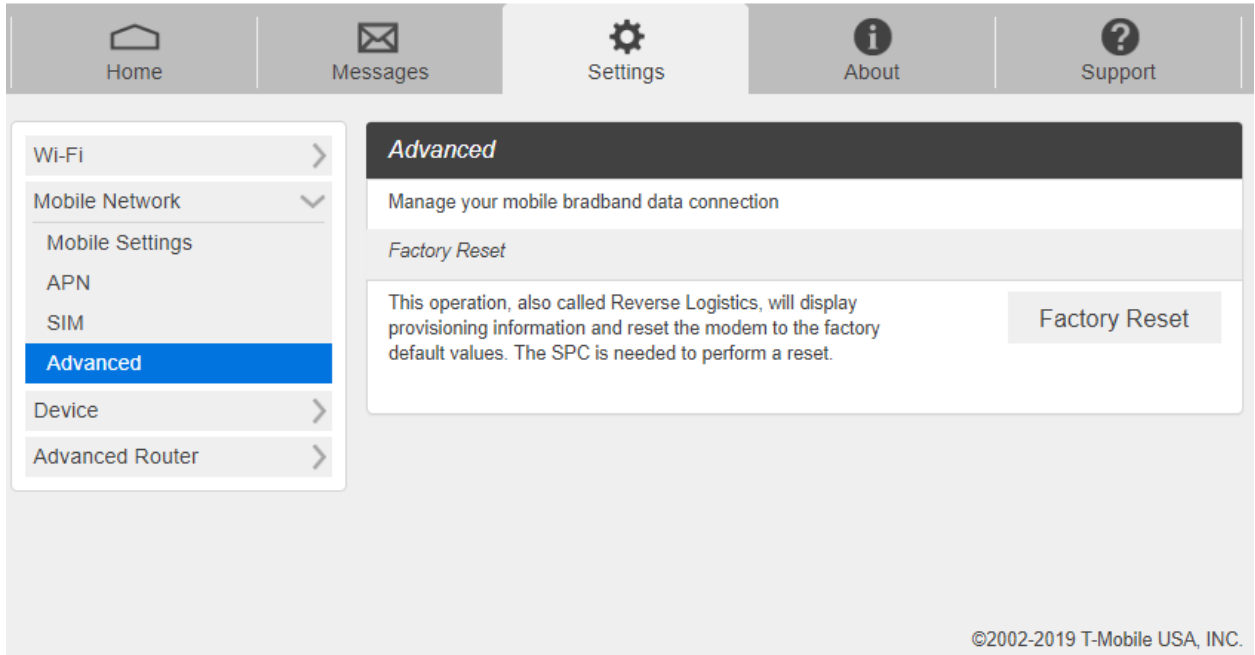 Home
Messages
Settings
About
Support
Wi-Fi
Mobile Network
Mobile Settings
APN
SIM
Advanced
Device
Advanced Router
Advanced
Manage your mobile bradband data connection
Factory Reset
This operation, also called Reverse Logistics, will display
provisioning information and reset the modem to the factory
default values. The SPC is needed to perform a reset.
Factory Reset
©2002-2019 T-Mobile USA, INC.